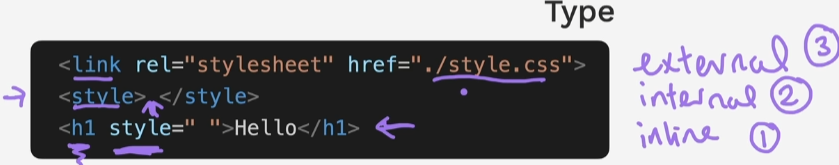 Type
<link rel="stylesheet" href="./style.css"> external 3
<style> </style> internal 2
<h1 style=" ">Hello</h1> inline 1